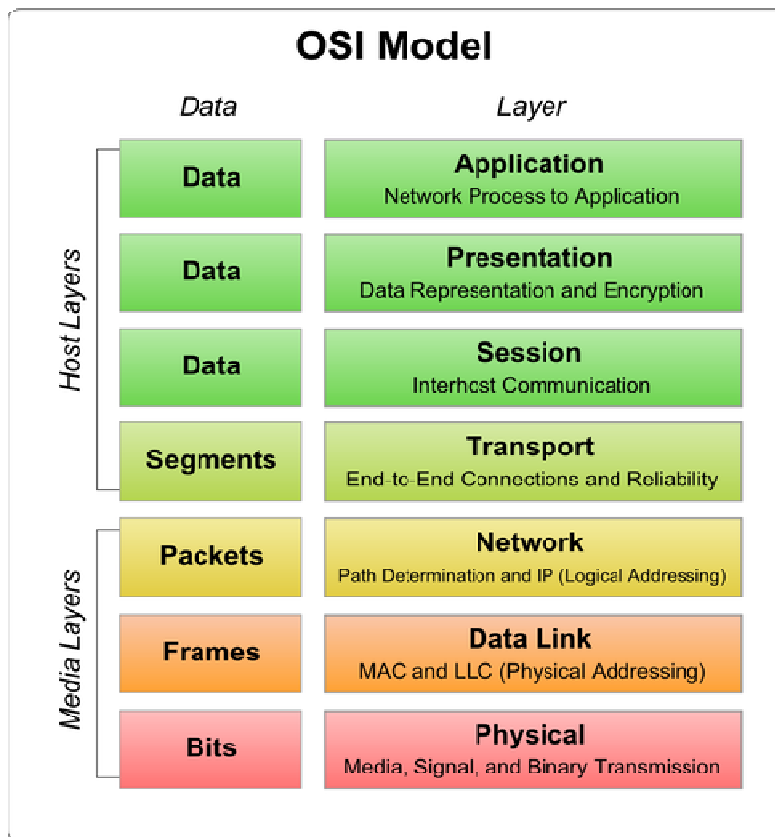 OSI Model
Data Layer
Host Layers
Data
Application
Network Process to Application
Data
Presentation
Data Representation and Encryption
Data
Session
Interhost Communication
Segments
Transport
End-to-End Connections and Reliability
Media Layers
Packets
Network
Path Determination and IP (Logical Addressing)
Frames
Data Link
MAC and LLC (Physical Addressing)
Bits
Physical
Media, Signal, and Binary Transmission